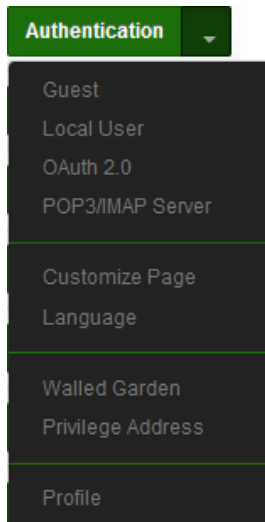 Authentication
Guest
Local User
OAuth 2.0
POP3/IMAP Server
Customize Page
Language
Walled Garden
Privilege Address
Profile